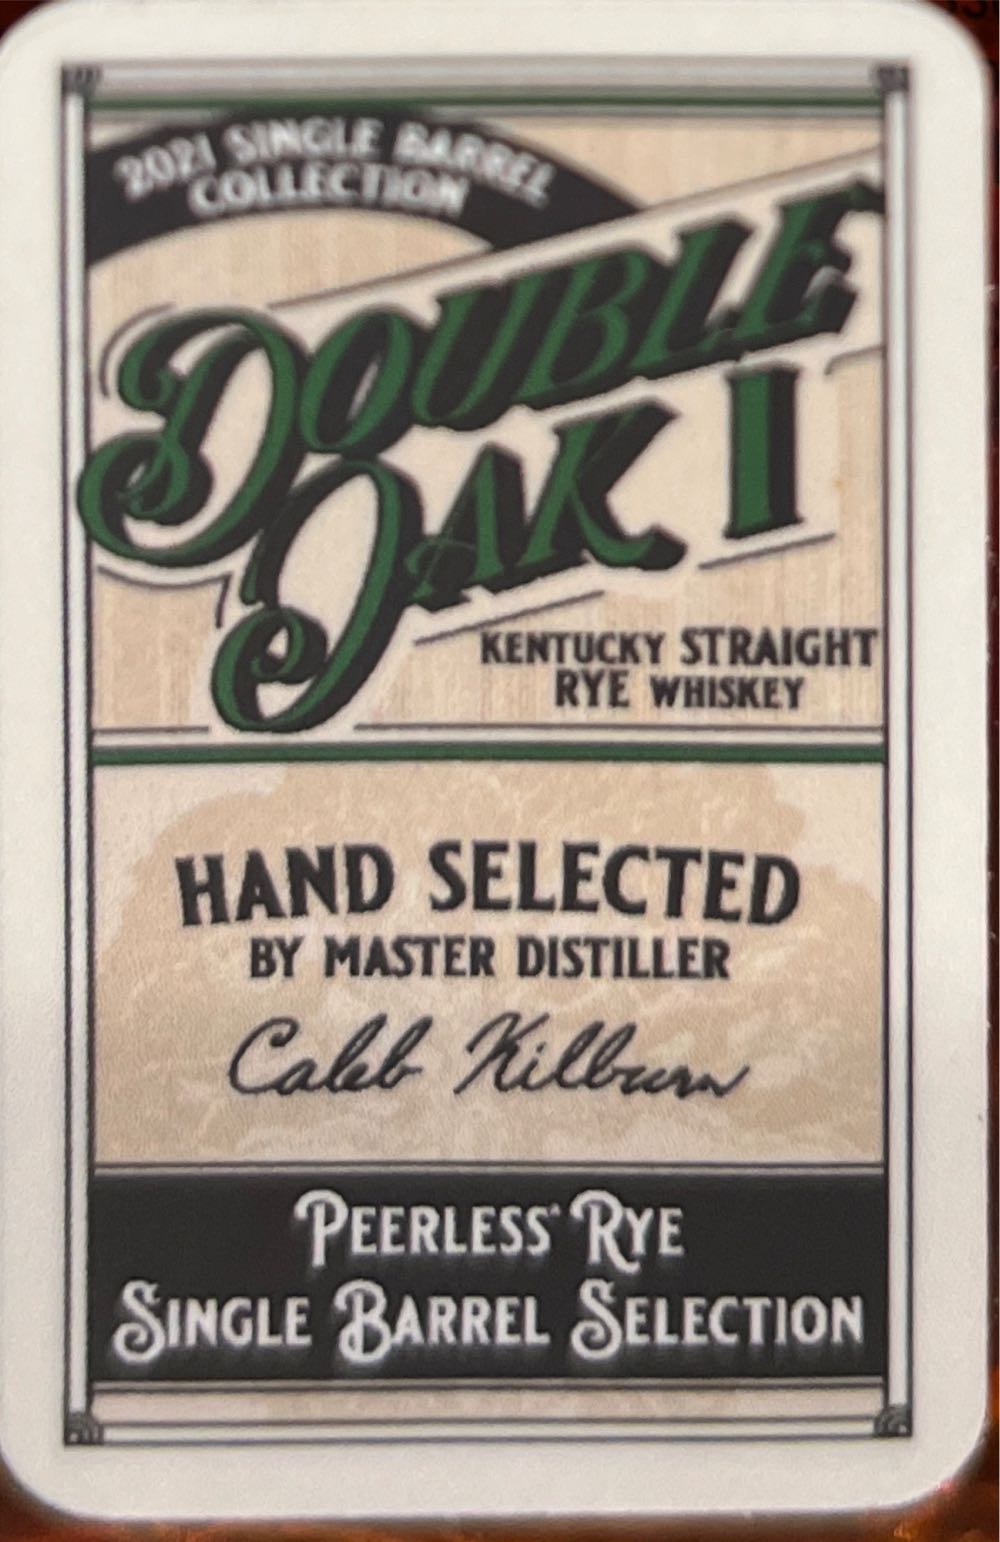 2021 SINGLE BARREL
COLLECTION
DOUBLE
OAK I
KENTUCKY STRAIGHT
RYE WHISKEY
HAND SELECTED
BY MASTER DISTILLER
Caleb Kilburn
PEERLESS® RYE
SINGLE BARREL SELECTION